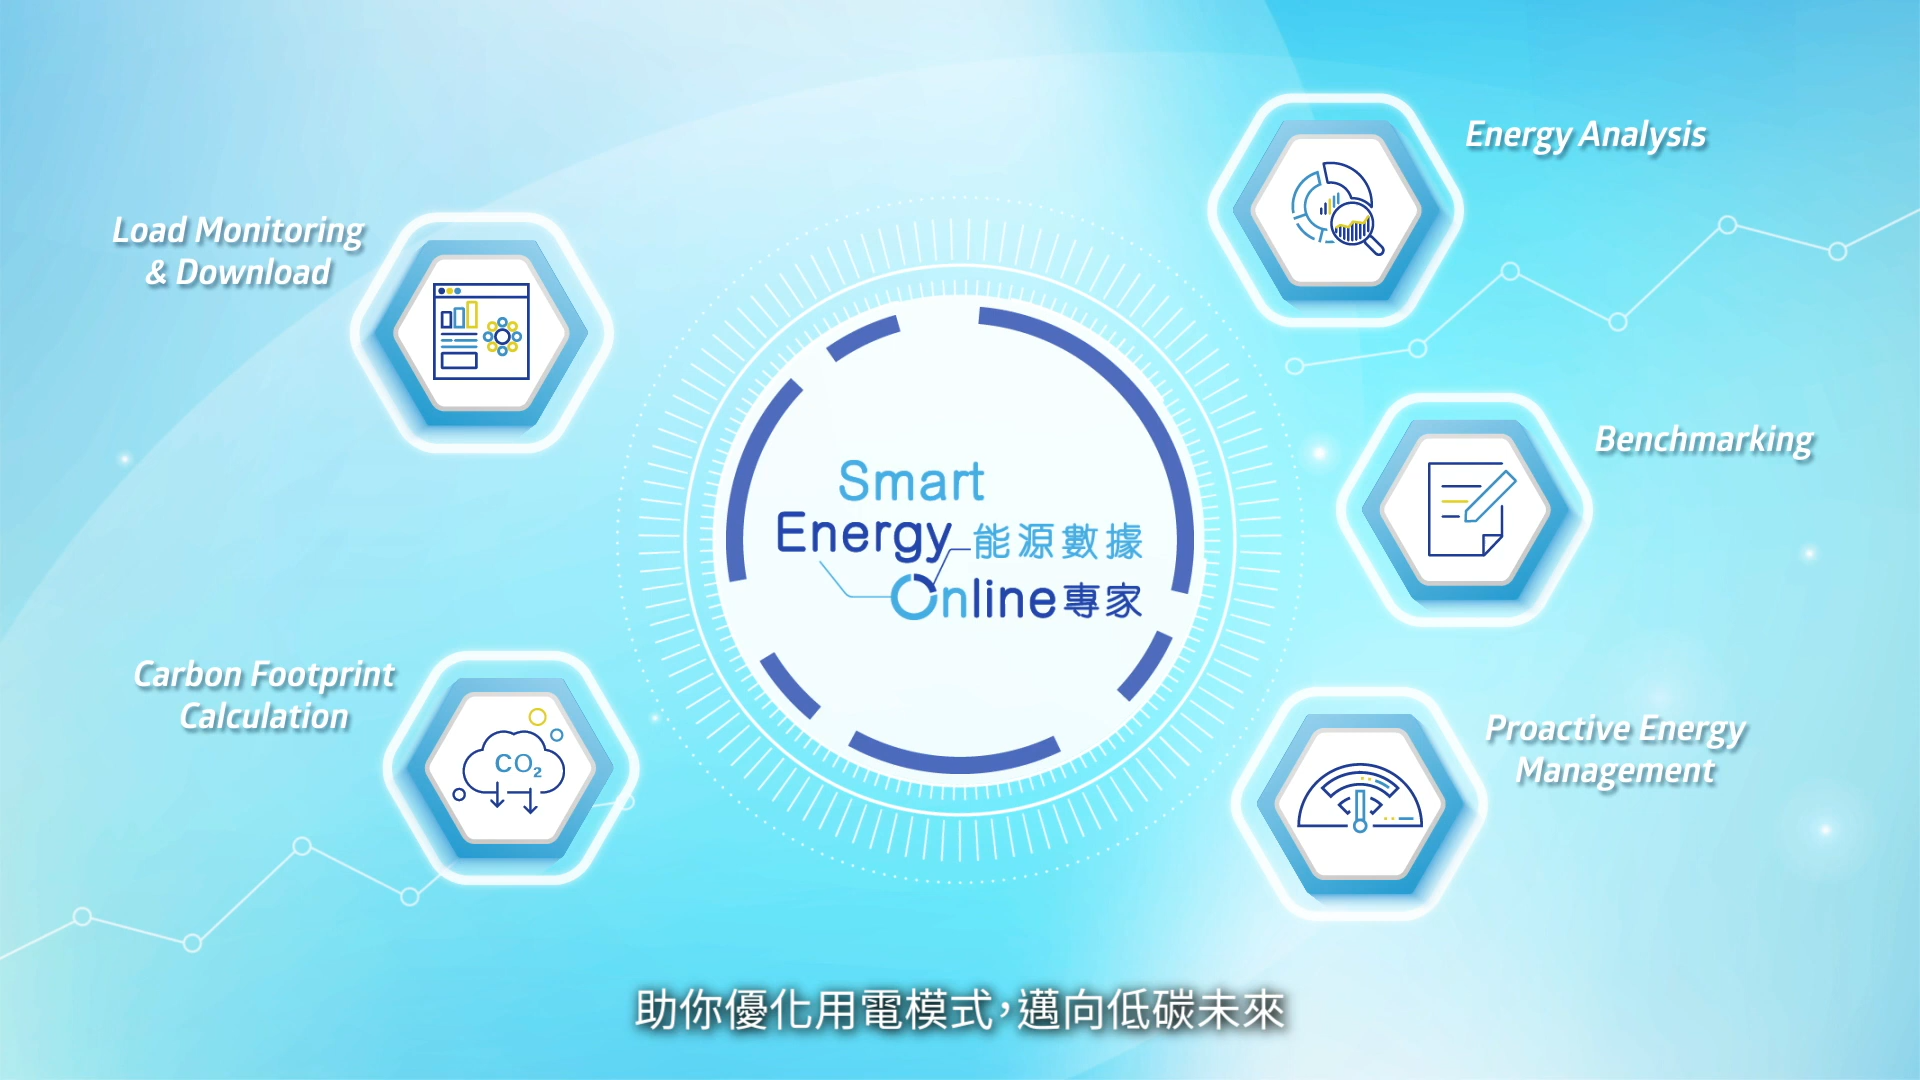 Load Monitoring
& Download
Carbon Footprint
Calculation
CO₂
Smart
Energy 能源數據
Online 專家
Energy Analysis
Benchmarking
Proactive Energy
Management
助你優化用電模式，邁向低碳未來